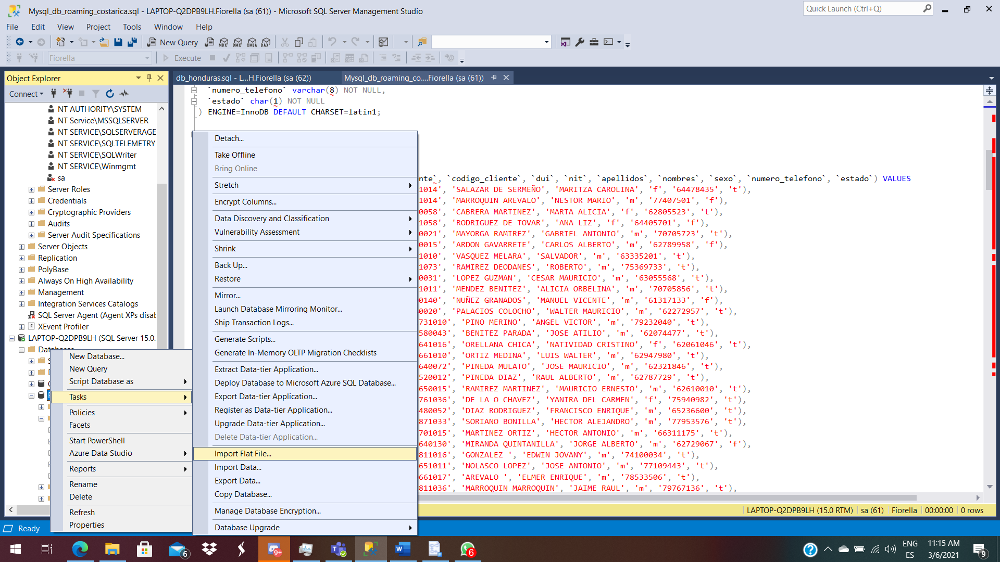 Mysql_db_roaming_costarica.sql - LAPTOP-Q2DPB9LH.Fiorella (sa (61)) - Microsoft SQL Server Management Studio
Quick Launch (Ctrl+Q)
File Edit View Project Tools Window Help
New Query
MDX DMX XMLA DAX
Fiorella
Execute
Object Explorer
db_honduras.sql - L...H.Fiorella (sa (62))
Mysql_db_roaming_co....Fiorella (sa (61))
Connect
NT AUTHORITY\SYSTEM
NT Service\MSSQLSERVER
NT SERVICE\SQLSERVERAGE
NT SERVICE\SQLTELEMETRY
NT SERVICE\SQLWriter
NT SERVICE\Winmgmt
sa
Server Roles
Credentials
Cryptographic Providers
Audits
Server Audit Specifications
Server Objects
Replication
PolyBase
Always On High Availability
Management
Integration Services Catalogs
SQL Server Agent (Agent XPs disab
XEvent Profiler
LAPTOP-Q2DPB9LH (SQL Server 15.0.
Databases
New Database...
New Query
Script Database as
Tasks
Policies
Facets
Start PowerShell
Azure Data Studio
Reports
Rename
Delete
Refresh
Properties
Detach...
Take Offline
Bring Online
Stretch
Encrypt Columns...
Data Discovery and Classification
Vulnerability Assessment
Shrink
Back Up...
Restore
Mirror...
Launch Database Mirroring Monitor...
Ship Transaction Logs...
Generate Scripts...
Generate In-Memory OLTP Migration Checklists
Extract Data-tier Application...
Deploy Database to Microsoft Azure SQL Database...
Export Data-tier Application...
Register as Data-tier Application...
Upgrade Data-tier Application...
Delete Data-tier Application...
Import Flat File...
Import Data...
Export Data...
Copy Database...
Manage Database Encryption...
Database Upgrade
`numero_telefono` varchar(8) NOT NULL,
`estado` char(1) NOT NULL
) ENGINE=InnoDB DEFAULT CHARSET=latin1;
nte`, `codigo_cliente`, `dui`, `nit`, `apellidos`, `nombres`, `sexo`, `numero_telefono`, `estado`) VALUES
1014', 'SALAZAR DE SERMEÑO', 'MARITZA CAROLINA', 'f', '64478435', 't'),
1014', 'MARROQUIN AREVALO', 'NESTOR MARIO', 'm', '77407501', 'f'),
0058', 'CABRERA MARTINEZ', 'MARTA ALICIA', 'f', '62805523', 't'),
1058', 'RODRIGUEZ DE TOVAR', 'ANA LIZ', 'f', '64405701', 'f'),
0021', 'MAYORGA RAMIREZ', 'GABRIEL ANTONIO', 'm', '70705723', 't'),
0015', 'ARDON GAVARRETE', 'CARLOS ALBERTO', 'm', '62789958', 'f'),
1010', 'VASQUEZ MELARA', 'SALVADOR', 'm', '63335201', 't'),
1073', 'RAMIREZ DEODANES', 'ROBERTO', 'm', '75369733', 't'),
0031', 'LOPEZ GUZMAN', 'CESAR MAURICIO', 'm', '63055568', 't'),
1011', 'MENDEZ BENITEZ', 'ALICIA ORBELINA', 'm', '70705856', 't'),
0140', 'NUÑEZ GRANADOS', 'MANUEL VICENTE', 'm', '61317133', 'f'),
0020', 'PALACIOS COLOCHO', 'WALTER MAURICIO', 'm', '62272957', 't'),
731010', 'PINO MERINO', 'ANGEL VICTOR', 'm', '79232040', 't'),
580043', 'BENITEZ PARADA', 'JOSE ATILIO', 'm', '62074477', 't'),
641016', 'ORELLANA CHICA', 'NATIVIDAD CRISTINO', 'f', '62061046', 't'),
661010', 'ORTIZ MEDINA', 'LUIS WALTER', 'm', '62947980', 't'),
640072', 'PINEDA MULATO', 'JOSE MAURICIO', 'm', '62321846', 't'),
520012', 'PINEDA DIAZ', 'RAUL ALBERTO', 'm', '62787729', 't'),
650015', 'RAMIREZ MARTINEZ', 'MAURICIO ERNESTO', 'm', '62610010', 't'),
761036', 'DE LA O CHAVEZ', 'YANIRA DEL CARMEN', 'f', '75940982', 't'),
480052', 'DIAZ RODRIGUEZ', 'FRANCISCO ENRIQUE', 'm', '65236600', 't'),
871033', 'SORIANO BONILLA', 'HECTOR ALEJANDRO', 'm', '77953576', 't'),
701015', 'MARTINEZ ORTIZ', 'HECTOR ANTONIO', 'm', '66311175', 't'),
640130', 'MIRANDA QUINTANILLA', 'JORGE ALBERTO', 'm', '62729067', 'f'),
811016', 'GONZALEZ ', 'EDWIN JOVANY', 'm', '74100034', 't'),
651011', 'NOLASCO LOPEZ', 'JOSE ANTONIO', 'm', '77109443', 't'),
661017', 'AREVALO ', 'ELMER ENRIQUE', 'm', '78533506', 't'),
811036', 'MARROQUIN MARROQUIN', 'JAIME RAUL', 'm', '79767136', 't'),
LAPTOP-Q2DPB9LH (15.0 RTM) sa (61) Fiorella 00:00:00 0 rows
Ready
6
9+
6
ENG
ES
11:15 AM
3/6/2021
9